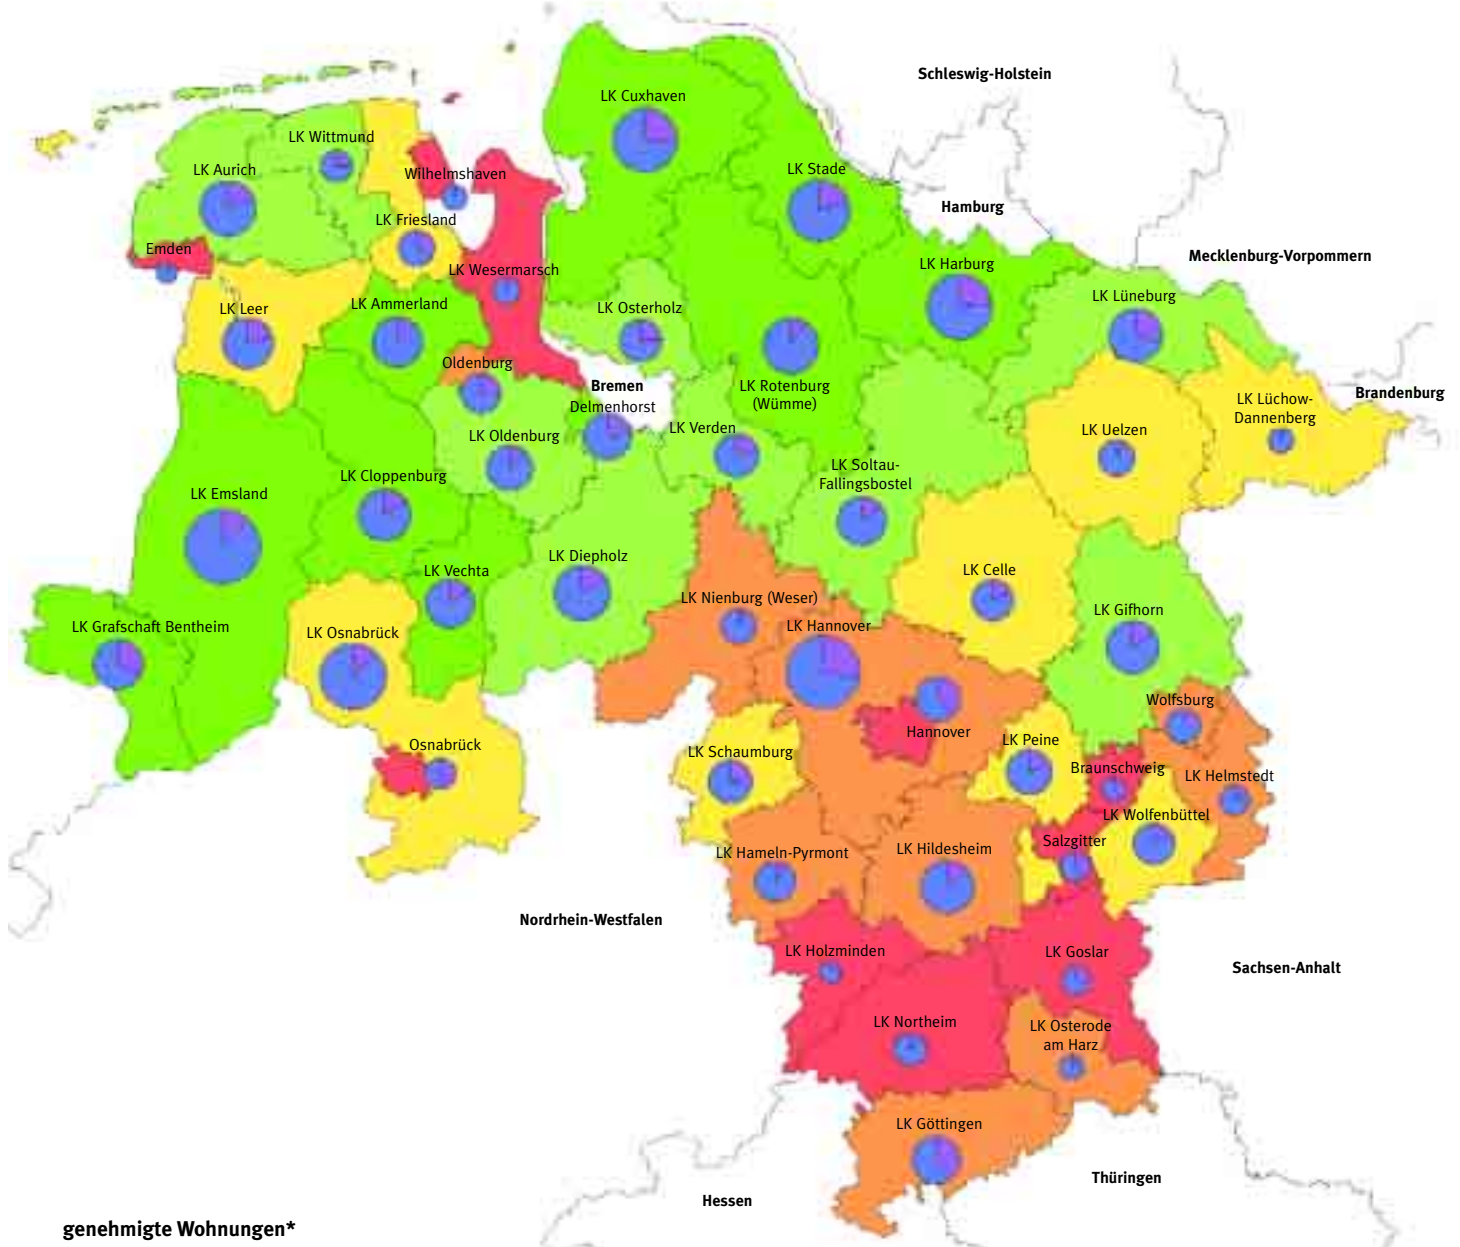 Schleswig-Holstein
LK Cuxhaven
LK Wittmund
LK Aurich
LK Stade
Wilhelmshaven
Hamburg
LK Friesland
Emden
Mecklenburg-Vorpommern
LK Harburg
LK Wesermarsch
LK Lüneburg
LK Leer
LK Ammerland
LK Osterholz
Oldenburg
Bremen
LK Rotenburg
(Wümme)
Brandenburg
LK Lüchow-
Dannenberg
Delmenhorst
LK Verden
LK Uelzen
LK Oldenburg
LK Soltau-
Fallingsbostel
LK Cloppenburg
LK Emsland
LK Diepholz
LK Vechta
LK Celle
LK Nienburg (Weser)
LK Gifhorn
LK Grafschaft Bentheim
LK Osnabrück
LK Hannover
Wolfsburg
Hannover
Osnabrück
LK Schaumburg
LK Peine
Braunschweig
LK Helmstedt
LK Wolfenbüttel
Salzgitter
LK Hameln-Pyrmont
LK Hildesheim
Nordrhein-Westfalen
LK Holzminden
LK Goslar
Sachsen-Anhalt
LK Northeim
LK Osterode
am Harz
LK Göttingen
Thüringen
Hessen
genehmigte Wohnungen*